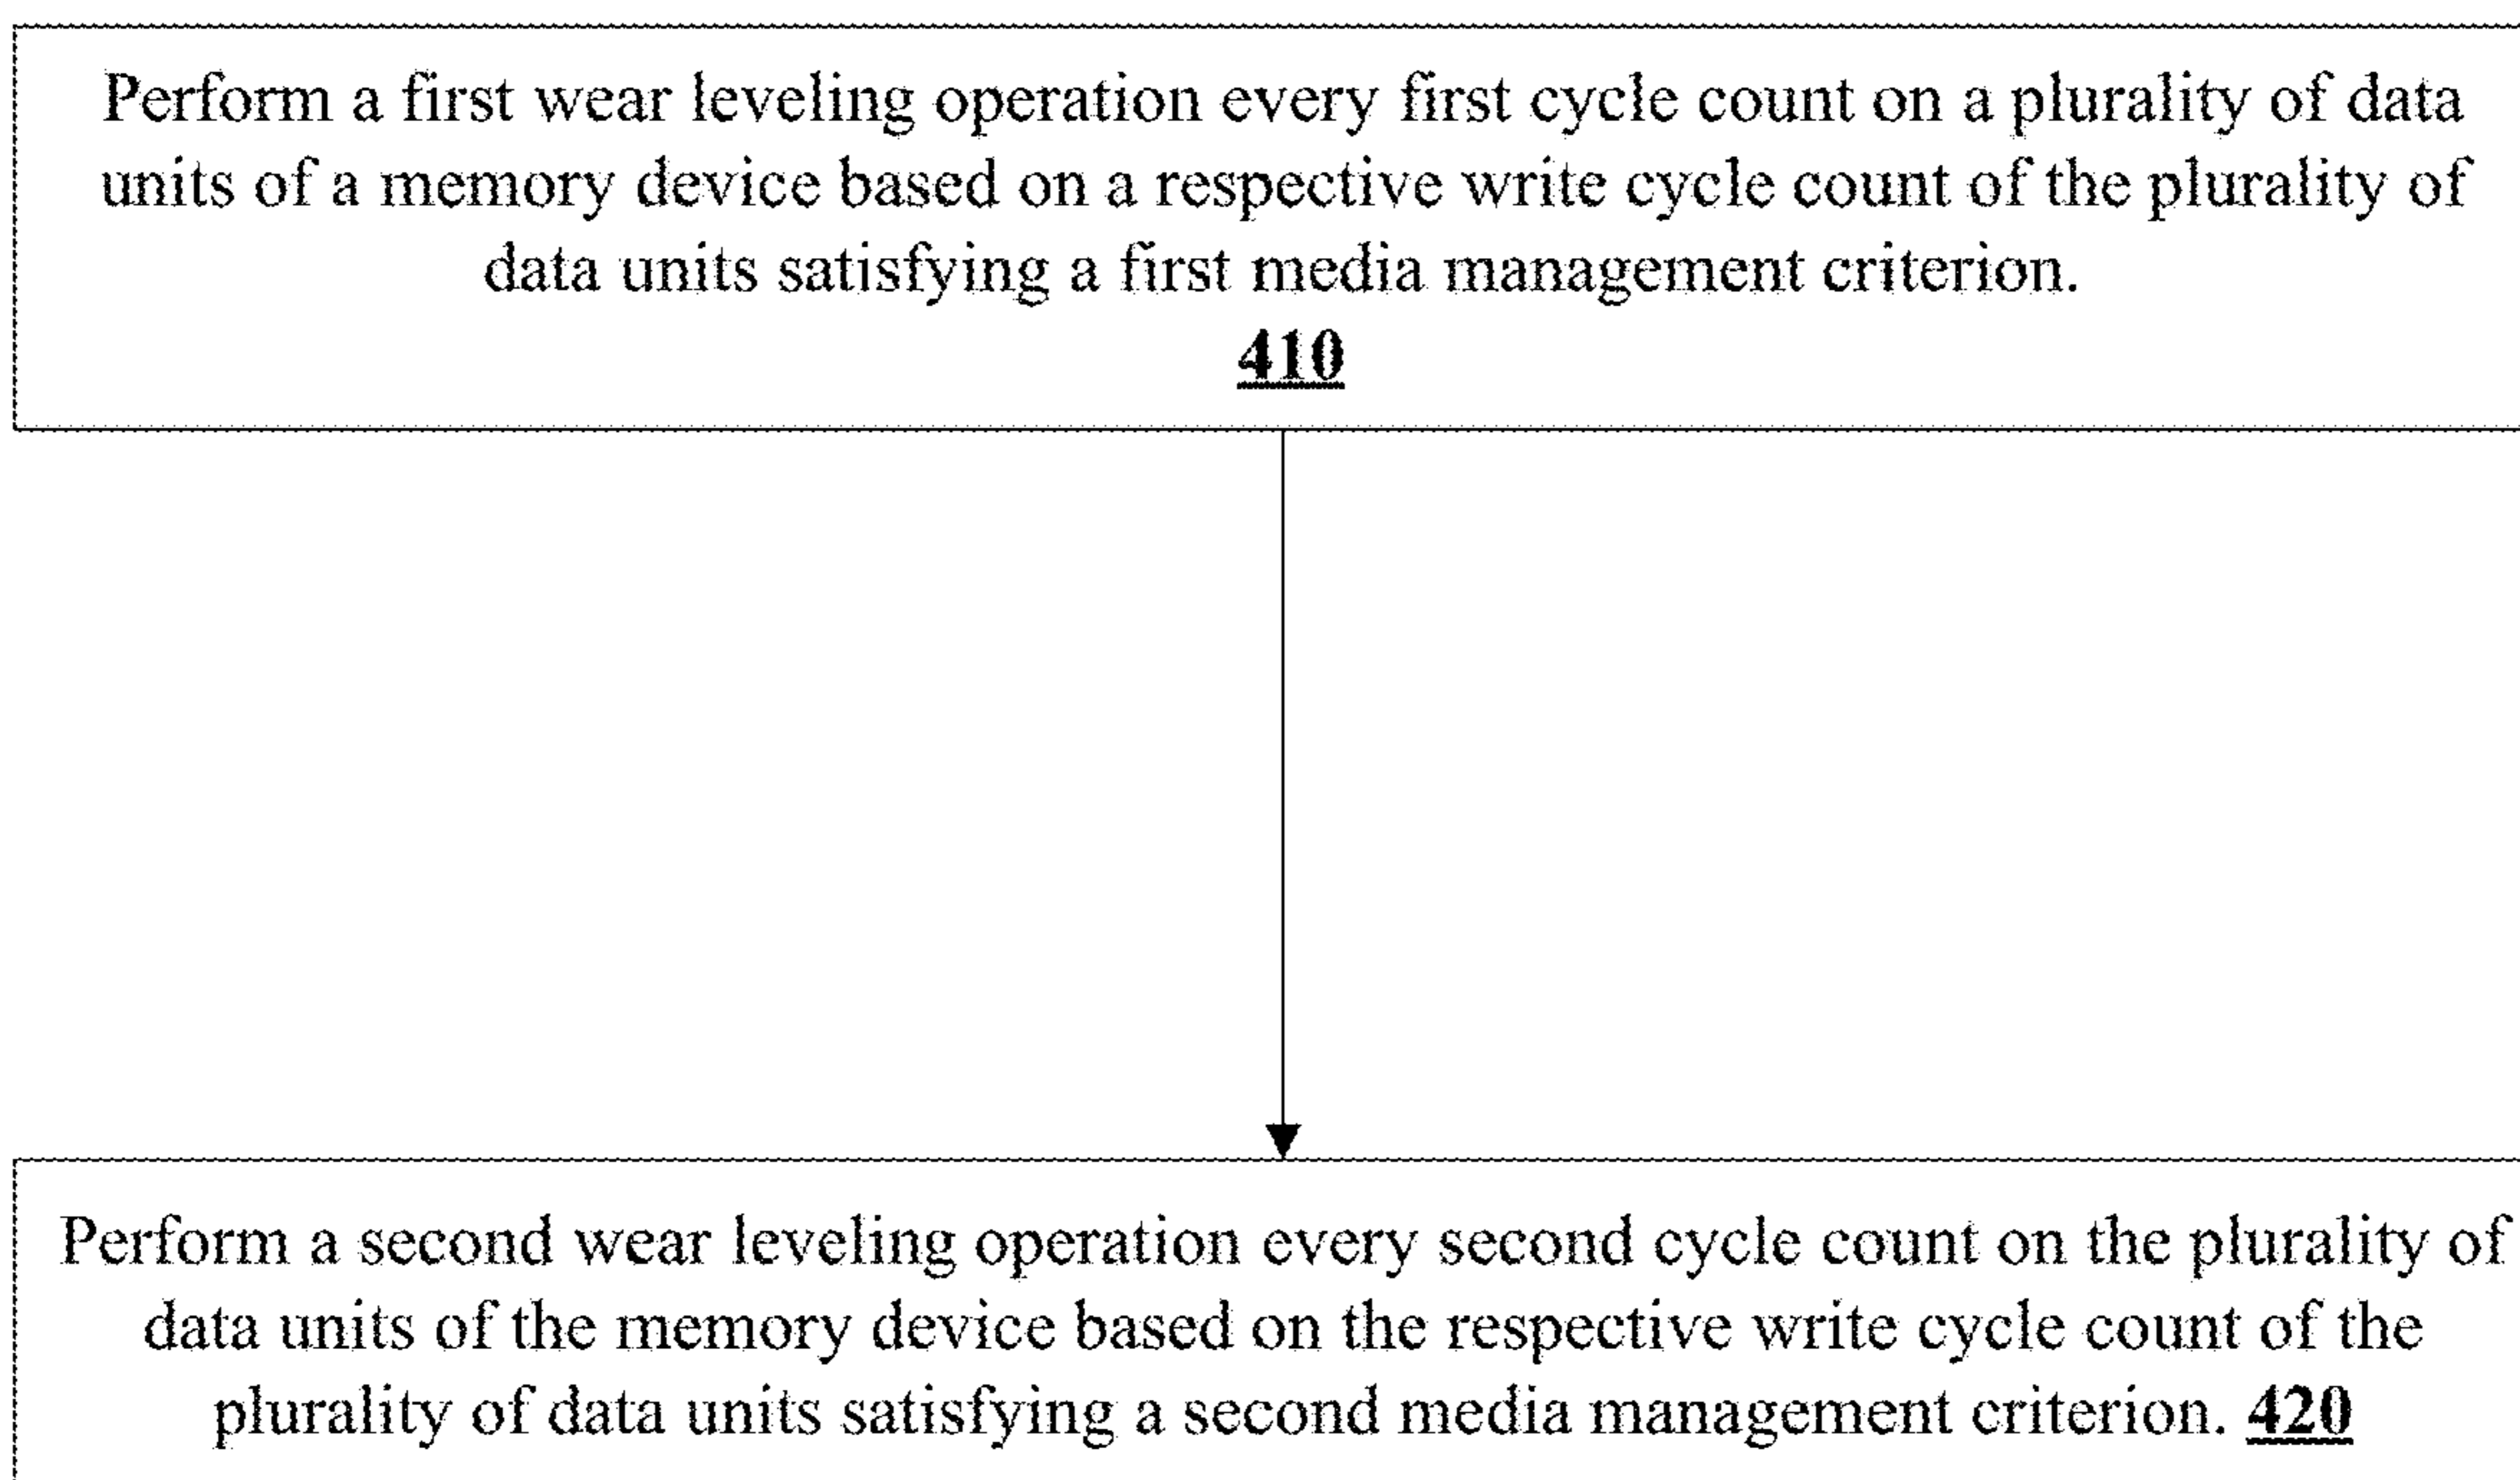 Perform a first wear leveling operation every first cycle count on a plurality of data
units of a memory device based on a respective write cycle count of the plurality of
data units satisfying a first media management criterion.
410
Perform a second wear leveling operation every second cycle count on the plurality of
data units of the memory device based on the respective write cycle count of the
plurality of data units satisfying a second media management criterion. 420